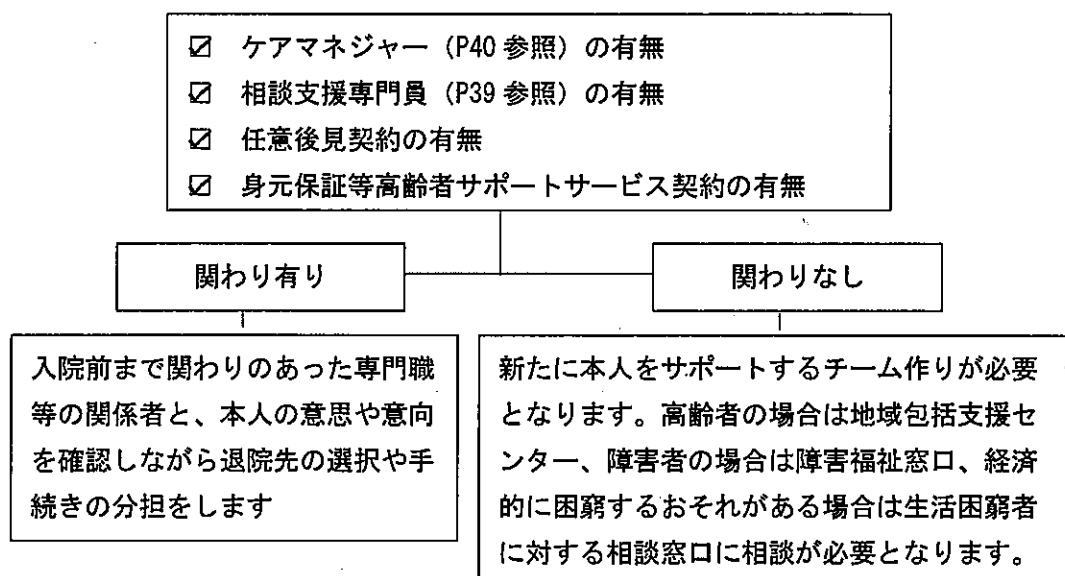 ☑ ケアマネジャー（P40 参照）の有無
☑ 相談支援専門員（P39 参照）の有無
☑ 任意後見契約の有無
☑ 身元保証等高齢者サポートサービス契約の有無
関わり有り
関わりなし
入院前まで関わりのあった専門職
等の関係者と、本人の意思や意向
を確認しながら退院先の選択や手
続きの分担をします
新たに本人をサポートするチーム作りが必要
となります。高齢者の場合は地域包括支援セ
ンター、障害者の場合は障害福祉窓口、経済
的に困窮するおそれがある場合は生活困窮者
に対する相談窓口に相談が必要となります。